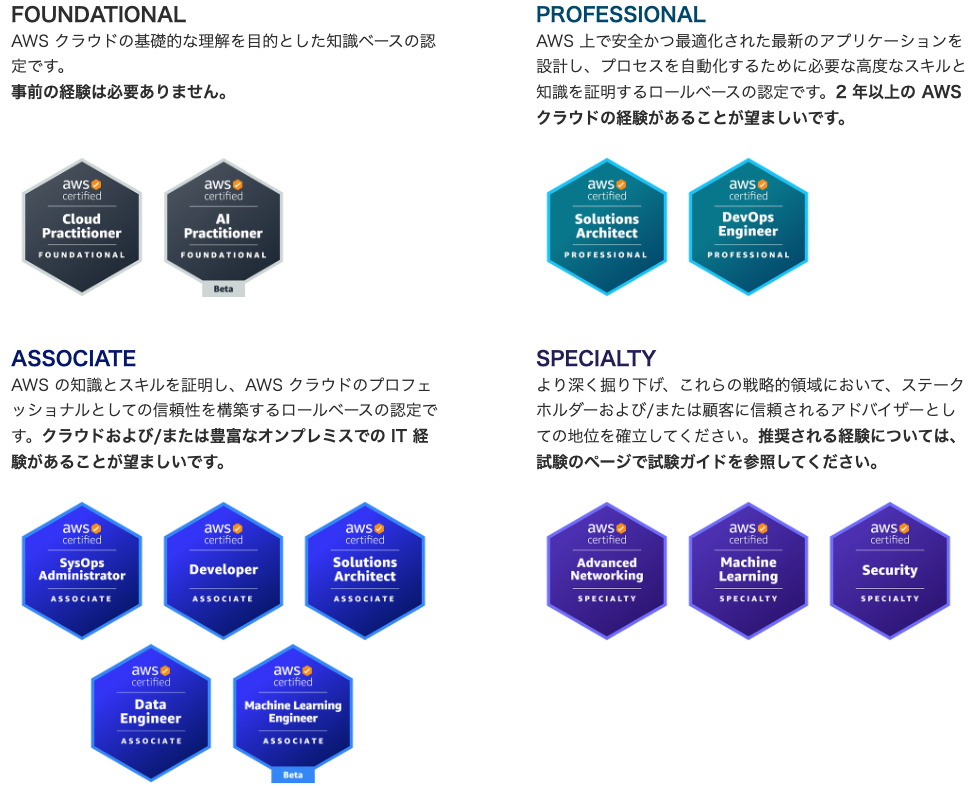 FOUNDATIONAL
AWS クラウドの基礎的な理解を目的とした知識ベースの認
定です。
事前の経験は必要ありません。
aws
certified
Cloud
Practitioner
FOUNDATIONAL
aws
certified
AI
Practitioner
FOUNDATIONAL
Beta
PROFESSIONAL
AWS 上で安全かつ最適化された最新のアプリケーションを
設計し、プロセスを自動化するために必要な高度なスキルと
知識を証明するロールベースの認定です。2 年以上の AWS
クラウドの経験があることが望ましいです。
aws
certified
Solutions
Architect
PROFESSIONAL
aws
certified
DevOps
Engineer
PROFESSIONAL
ASSOCIATE
AWS の知識とスキルを証明し、AWS クラウドのプロフェ
ッショナルとしての信頼性を構築するロールベースの認定で
す。クラウドおよび/または豊富なオンプレミスでの IT 経
験があることが望ましいです。
aws
certified
SysOps
Administrator
ASSOCIATE
aws
certified
Developer
ASSOCIATE
aws
certified
Solutions
Architect
ASSOCIATE
aws
certified
Data
Engineer
ASSOCIATE
aws
certified
Machine Learning
Engineer
ASSOCIATE
Beta
SPECIALTY
より深く掘り下げ、これらの戦略的領域において、ステーク
ホルダーおよび/または顧客に信頼されるアドバイザーとし
ての地位を確立してください。推奨される経験については、
試験のページで試験ガイドを参照してください。
aws
certified
Advanced
Networking
SPECIALTY
aws
certified
Machine
Learning
SPECIALTY
aws
certified
Security
SPECIALTY